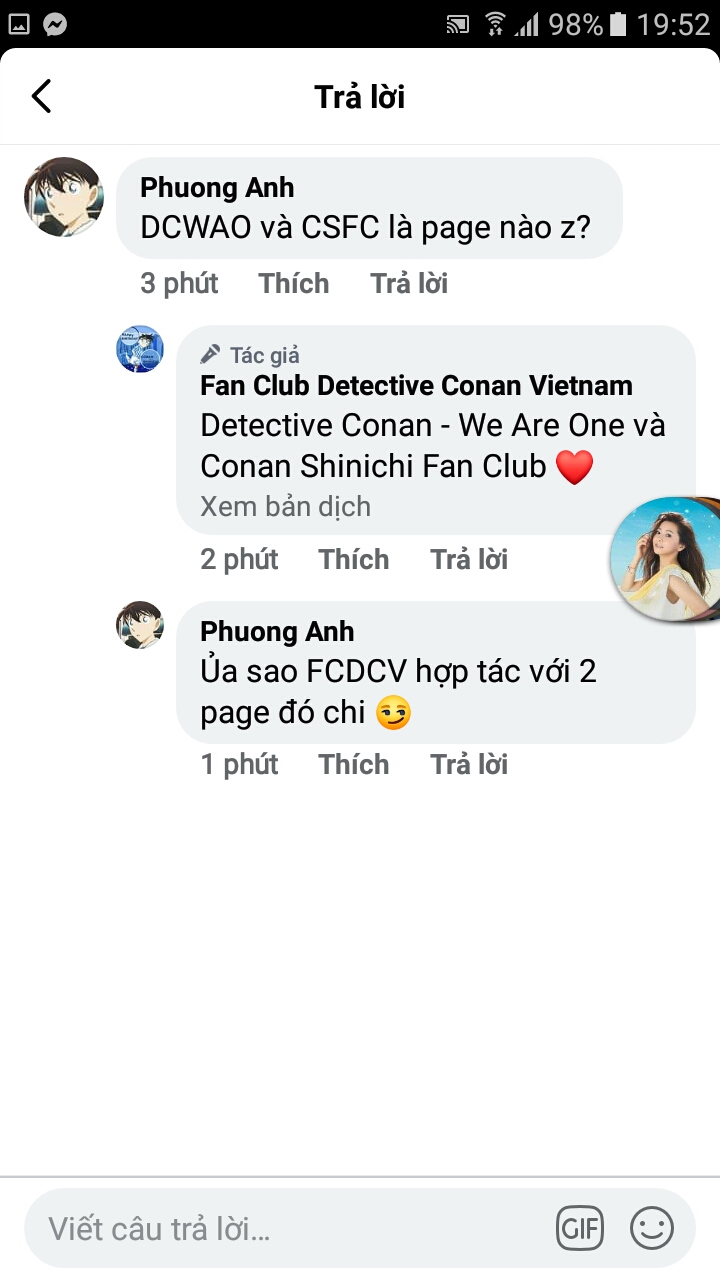 98% 19:52
Trả lời
Phuong Anh
DCWAO và CSFC là page nào z?
3 phút Thích Trả lời
Tác giả
Fan Club Detective Conan Vietnam
Detective Conan - We Are One và
Conan Shinichi Fan Club ❤️
Xem bản dịch
2 phút Thích Trả lời
Phuong Anh
Ủa sao FCDCV hợp tác với 2
page đó chi 😏
1 phút Thích Trả lời
Viết câu trả lời... GIF